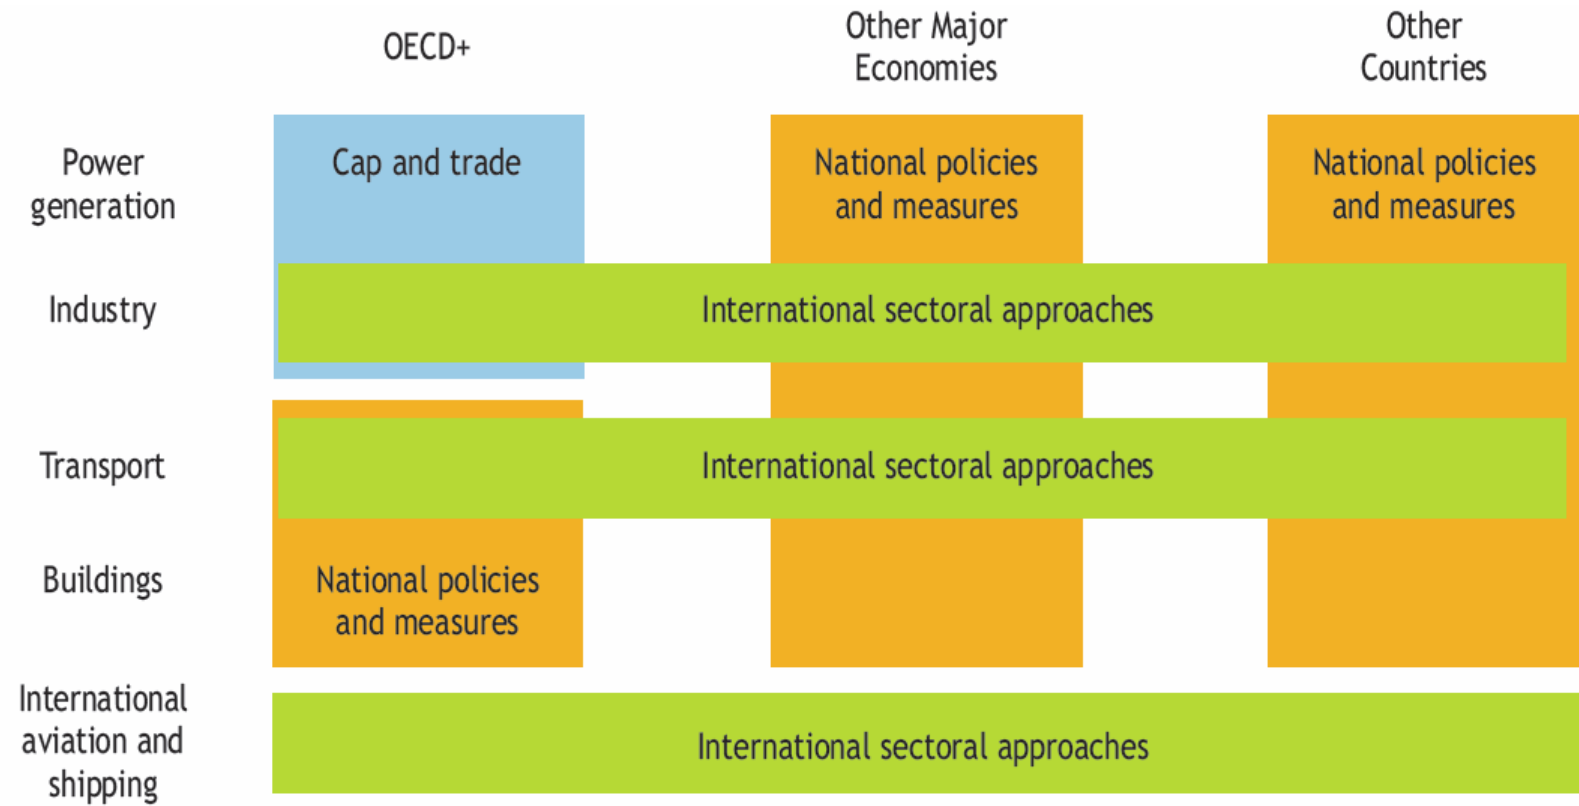 OECD+
Other Major
Economies
Other
Countries
Power
generation
Cap and trade
National policies
and measures
National policies
and measures
Industry
International sectoral approaches
Transport
International sectoral approaches
Buildings
National policies
and measures
International
aviation and
shipping
International sectoral approaches